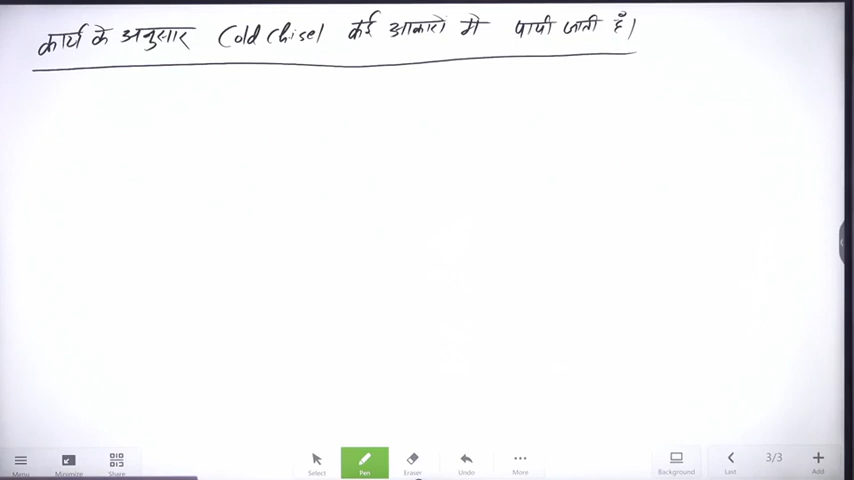 कार्य के अनुसार Cold Chisel कई आकारो मे पायी जाती हैं।
Menu
Minimize
Share
Select
Pen
Eraser
Undo
More
Background
Last
3/3
Add